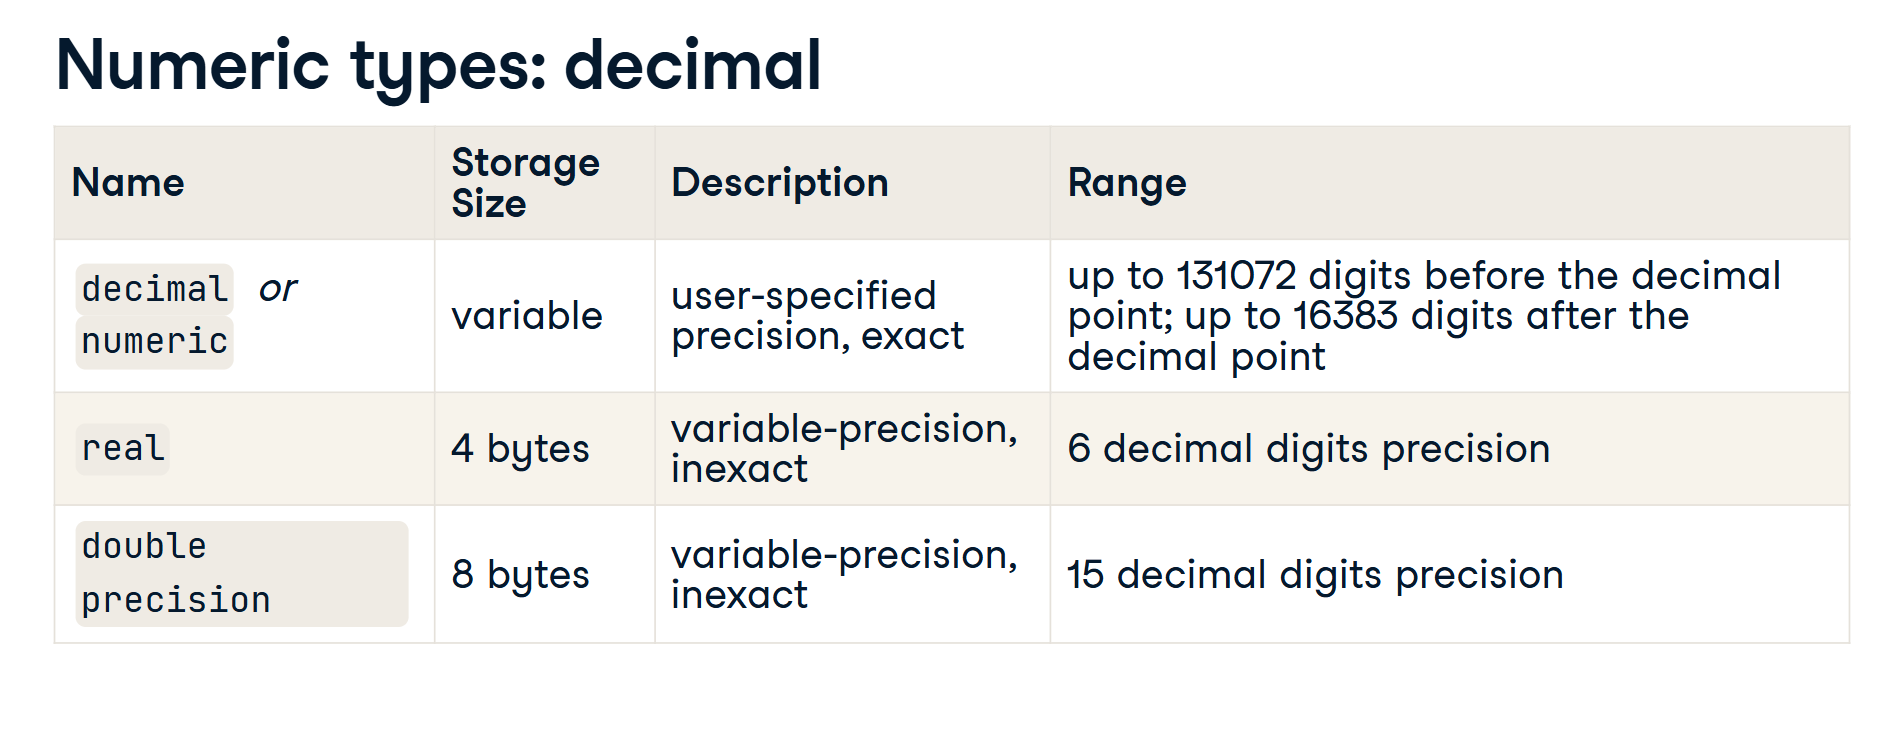 Numeric types: decimal
Name
Storage
Size
Description
Range
decimal or
numeric
variable
user-specified
precision, exact
up to 131072 digits before the decimal
point; up to 16383 digits after the
decimal point
real
4 bytes
variable-precision,
inexact
6 decimal digits precision
double
precision
8 bytes
variable-precision,
inexact
15 decimal digits precision